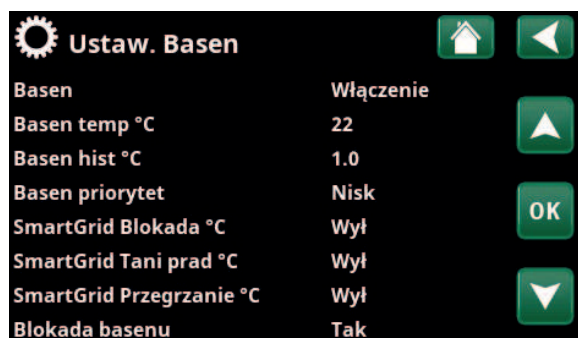 Ustaw. Basen
Basen Włączenie
Basen temp °C 22
Basen hist °C 1.0
Basen priorytet Nisk
OK
SmartGrid Blokada °C Wył
SmartGrid Tani prad °C Wył
SmartGrid Przegrzanie °C Wył
Blokada basenu Tak